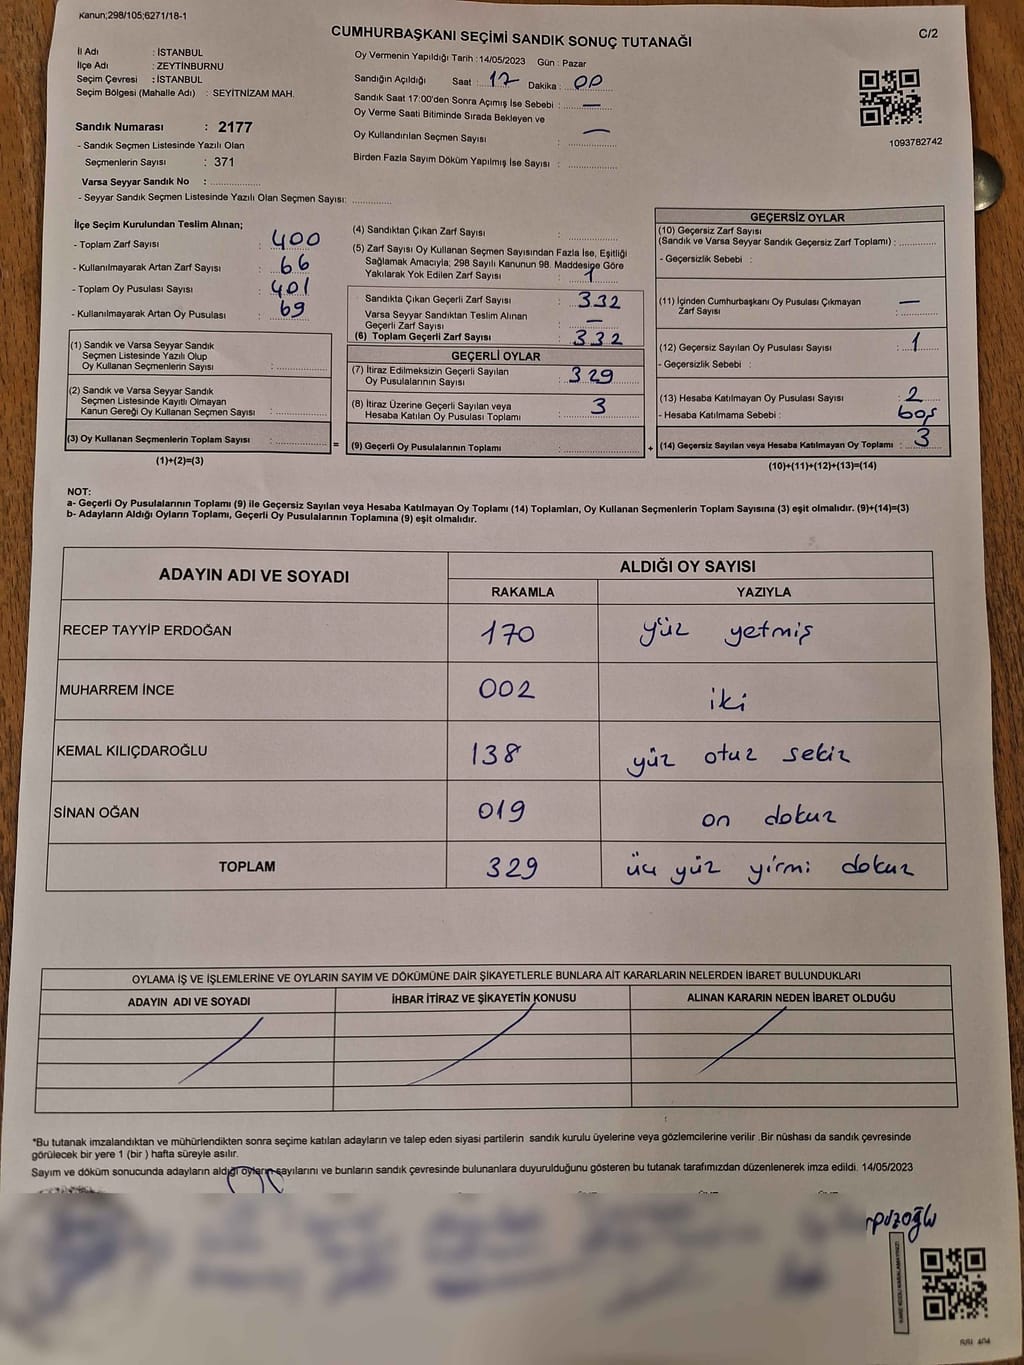 Kanun;298/105;6271/18-1
CUMHURBAŞKANI SEÇİMİ SANDIK SONUÇ TUTANAĞI
C/2
İl Adı : İSTANBUL
İlçe Adı : ZEYTİNBURNU
Seçim Çevresi : İSTANBUL
Seçim Bölgesi (Mahalle Adı) : SEYİTNİZAM MAH.
Sandık Numarası : 2177
- Sandık Seçmen Listesinde Yazılı Olan
Seçmenlerin Sayısı : 371
Varsa Seyyar Sandık No :
- Seyyar Sandık Seçmen Listesinde Yazılı Olan Seçmen Sayısı:
Oy Vermenin Yapıldığı Tarih :14/05/2023 Gün : Pazar
Sandığın Açıldığı Saat : 17 Dakika : 00
Sandık Saat 17:00'den Sonra Açımış İse Sebebi : —
Oy Verme Saati Bitiminde Sırada Bekleyen ve
Oy Kullandırılan Seçmen Sayısı : —
Birden Fazla Sayım Döküm Yapılmış İse Sayısı :
1093782742
İlçe Seçim Kurulundan Teslim Alınan;
- Toplam Zarf Sayısı : 400
- Kullanılmayarak Artan Zarf Sayısı : 66
- Toplam Oy Pusulası Sayısı : 401
- Kullanılmayarak Artan Oy Pusulası : 69
(1) Sandık ve Varsa Seyyar Sandık
Seçmen Listesinde Yazılı Olup
Oy Kullanan Seçmenlerin Sayısı :
(2) Sandık ve Varsa Seyyar Sandık
Seçmen Listesinde Kayıtlı Olmayan
Kanun Gereği Oy Kullanan Seçmen Sayısı :
(3) Oy Kullanan Seçmenlerin Toplam Sayısı : =
(1)+(2)=(3)
(4) Sandıktan Çıkan Zarf Sayısı :
(5) Zarf Sayısı Oy Kullanan Seçmen Sayısından Fazla İse, Eşitliği
Sağlamak Amacıyla; 298 Sayılı Kanunun 98. Maddesine Göre
Yakılarak Yok Edilen Zarf Sayısı : 1
Sandıkta Çıkan Geçerli Zarf Sayısı : 332
Varsa Seyyar Sandıktan Teslim Alınan
Geçerli Zarf Sayısı : —
(6) Toplam Geçerli Zarf Sayısı : 332
GEÇERLİ OYLAR
(7) İtiraz Edilmeksizin Geçerli Sayılan
Oy Pusulalarının Sayısı : 329
(8) İtiraz Üzerine Geçerli Sayılan veya
Hesaba Katılan Oy Pusulası Toplamı : 3
(9) Geçerli Oy Pusulalarının Toplamı : +
GEÇERSİZ OYLAR
(10) Geçersiz Zarf Sayısı
(Sandık ve Varsa Seyyar Sandık Geçersiz Zarf Toplamı) :
- Geçersizlik Sebebi :
(11) İçinden Cumhurbaşkanı Oy Pusulası Çıkmayan
Zarf Sayısı : —
(12) Geçersiz Sayılan Oy Pusulası Sayısı : 1
- Geçersizlik Sebebi :
(13) Hesaba Katılmayan Oy Pusulası Sayısı : 2
- Hesaba Katılmama Sebebi : boş
(14) Geçersiz Sayılan veya Hesaba Katılmayan Oy Toplamı : 3
(10)+(11)+(12)+(13)=(14)
NOT:
a- Geçerli Oy Pusulalarının Toplamı (9) ile Geçersiz Sayılan veya Hesaba Katılmayan Oy Toplamı (14) Toplamları, Oy Kullanan Seçmenlerin Toplam Sayısına (3) eşit olmalıdır. (9)+(14)=(3)
b- Adayların Aldığı Oyların Toplamı, Geçerli Oy Pusulalarının Toplamına (9) eşit olmalıdır.
ADAYIN ADI VE SOYADI ALDIĞI OY SAYISI
RAKAMLA YAZIYLA
RECEP TAYYİP ERDOĞAN 170 yüz yetmiş
MUHARREM İNCE 002 iki
KEMAL KILIÇDAROĞLU 138 yüz otuz sekiz
SİNAN OĞAN 019 on dokuz
TOPLAM 329 üç yüz yirmi dokuz
OYLAMA İŞ VE İŞLEMLERİNE VE OYLARIN SAYIM VE DÖKÜMÜNE DAİR ŞİKAYETLERLE BUNLARA AİT KARARLARIN NELERDEN İBARET BULUNDUKLARI
ADAYIN ADI VE SOYADI İHBAR İTİRAZ VE ŞİKAYETİN KONUSU ALINAN KARARIN NEDEN İBARET OLDUĞU
*Bu tutanak imzalandıktan ve mühürlendikten sonra seçime katılan adayların ve talep eden siyasi partilerin sandık kurulu üyelerine veya gözlemcilerine verilir .Bir nüshası da sandık çevresinde
görülecek bir yere 1 (bir ) hafta süreyle asılır.
Sayım ve döküm sonucunda adayların aldığı oyların sayılarını ve bunların sandık çevresinde bulunanlara duyurulduğunu gösteren bu tutanak tarafımızdan düzenlenerek imza edildi. 14/05/2023